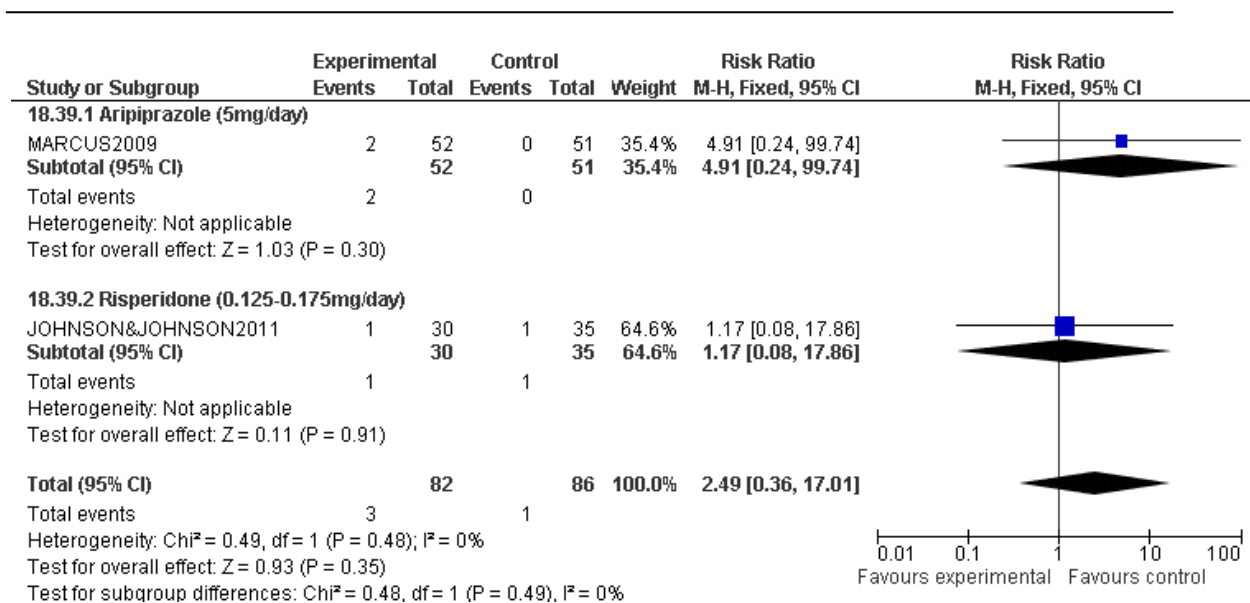 Experimental Control Risk Ratio Risk Ratio
Study or Subgroup Events Total Events Total Weight M-H, Fixed, 95% CI M-H, Fixed, 95% CI
18.39.1 Aripiprazole (5mg/day)
MARCUS2009 2 52 0 51 35.4% 4.91 [0.24, 99.74]
Subtotal (95% CI) 52 51 35.4% 4.91 [0.24, 99.74]
Total events 2 0
Heterogeneity: Not applicable
Test for overall effect: Z = 1.03 (P = 0.30)
18.39.2 Risperidone (0.125-0.175mg/day)
JOHNSON&JOHNSON2011 1 30 1 35 64.6% 1.17 [0.08, 17.86]
Subtotal (95% CI) 30 35 64.6% 1.17 [0.08, 17.86]
Total events 1 1
Heterogeneity: Not applicable
Test for overall effect: Z = 0.11 (P = 0.91)
Total (95% CI) 82 86 100.0% 2.49 [0.36, 17.01]
Total events 3 1
Heterogeneity: Chi² = 0.49, df = 1 (P = 0.48); I² = 0%
Test for overall effect: Z = 0.93 (P = 0.35)
Test for subgroup differences: Chi² = 0.48, df = 1 (P = 0.49), I² = 0%
0.01 0.1 1 10 100
Favours experimental Favours control